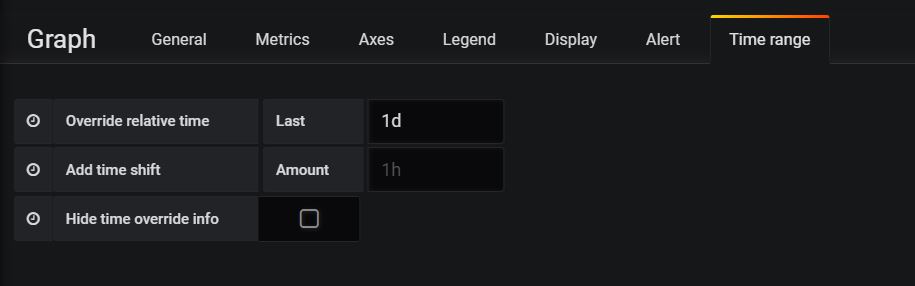 Graph General Metrics Axes Legend Display Alert Time range
Override relative time Last 1d
Add time shift Amount 1h
Hide time override info